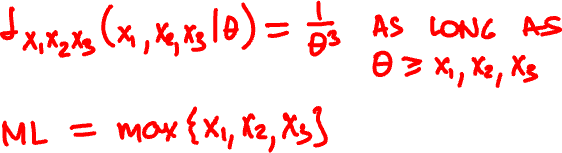 f_{X₁X₂X₃}(x₁, x₂, x₃|θ) = 1/θ³ AS LONG AS
θ ≥ x₁, x₂, x₃
ML = max{x₁, x₂, x₃}